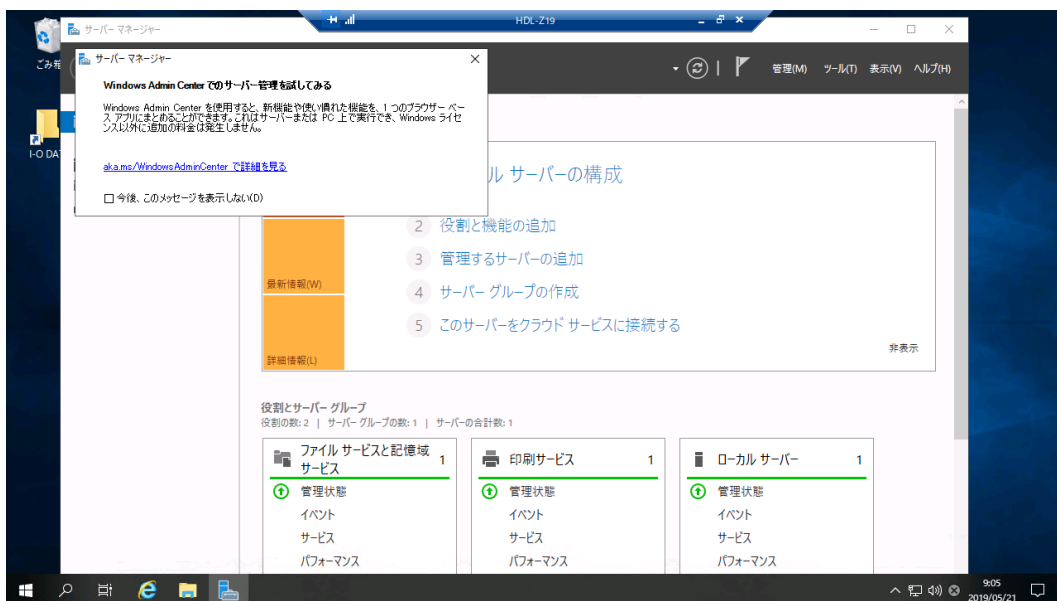 HDL-Z19
ごみ箱
I-O DA
サーバー マネージャー
管理(M) ツール(T) 表示(V) ヘルプ(H)
サーバー マネージャー
Windows Admin Center でのサーバー管理を試してみる
Windows Admin Center を使用すると、新機能や使い慣れた機能を、1 つのブラウザー ベー
ス アプリにまとめることができます。これはサーバーまたは PC 上で実行でき、Windows ライセ
ンス以外に追加の料金は発生しません。
aka.ms/WindowsAdminCenter で詳細を見る
今後、このメッセージを表示しない(D)
ル サーバーの構成
2 役割と機能の追加
3 管理するサーバーの追加
最新情報(W)
4 サーバー グループの作成
5 このサーバーをクラウド サービスに接続する
非表示
詳細情報(L)
役割とサーバー グループ
役割の数: 2 | サーバー グループの数: 1 | サーバーの合計数: 1
ファイル サービスと記憶域
サービス
1
管理状態
イベント
サービス
パフォーマンス
印刷サービス 1
管理状態
イベント
サービス
パフォーマンス
ローカル サーバー 1
管理状態
イベント
サービス
パフォーマンス
9:05
2019/05/21